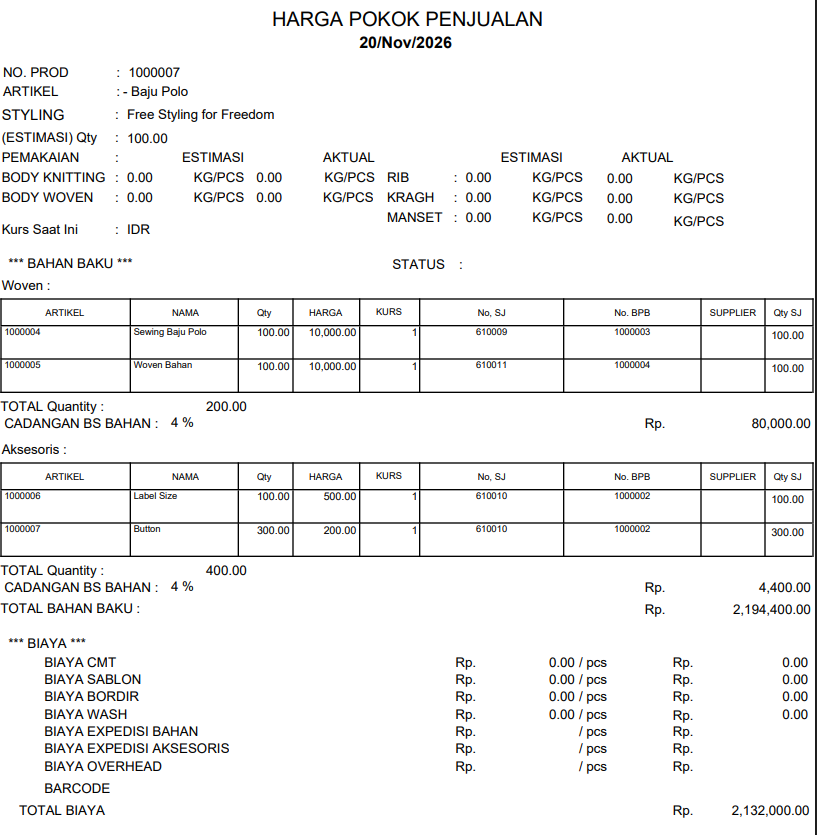 HARGA POKOK PENJUALAN
20/Nov/2026
NO. PROD : 1000007
ARTIKEL : - Baju Polo
STYLING : Free Styling for Freedom
(ESTIMASI) Qty : 100.00
PEMAKAIAN : ESTIMASI AKTUAL ESTIMASI AKTUAL
BODY KNITTING : 0.00 KG/PCS 0.00 KG/PCS RIB : 0.00 KG/PCS 0.00 KG/PCS
BODY WOVEN : 0.00 KG/PCS 0.00 KG/PCS KRAGH : 0.00 KG/PCS 0.00 KG/PCS
MANSET : 0.00 KG/PCS 0.00 KG/PCS
Kurs Saat Ini : IDR
*** BAHAN BAKU *** STATUS :
Woven :
ARTIKEL NAMA Qty HARGA KURS No, SJ No. BPB SUPPLIER Qty SJ
1000004 Sewing Baju Polo 100.00 10,000.00 1 610009 1000003 100.00
1000005 Woven Bahan 100.00 10,000.00 1 610011 1000004 100.00
TOTAL Quantity : 200.00
CADANGAN BS BAHAN : 4 % Rp. 80,000.00
Aksesoris :
ARTIKEL NAMA Qty HARGA KURS No, SJ No. BPB SUPPLIER Qty SJ
1000006 Label Size 100.00 500.00 1 610010 1000002 100.00
1000007 Button 300.00 200.00 1 610010 1000002 300.00
TOTAL Quantity : 400.00
CADANGAN BS BAHAN : 4 % Rp. 4,400.00
TOTAL BAHAN BAKU : Rp. 2,194,400.00
*** BIAYA ***
BIAYA CMT Rp. 0.00 / pcs Rp. 0.00
BIAYA SABLON Rp. 0.00 / pcs Rp. 0.00
BIAYA BORDIR Rp. 0.00 / pcs Rp. 0.00
BIAYA WASH Rp. 0.00 / pcs Rp. 0.00
BIAYA EXPEDISI BAHAN Rp. / pcs Rp.
BIAYA EXPEDISI AKSESORIS Rp. / pcs Rp.
BIAYA OVERHEAD Rp. / pcs Rp.
BARCODE
TOTAL BIAYA Rp. 2,132,000.00